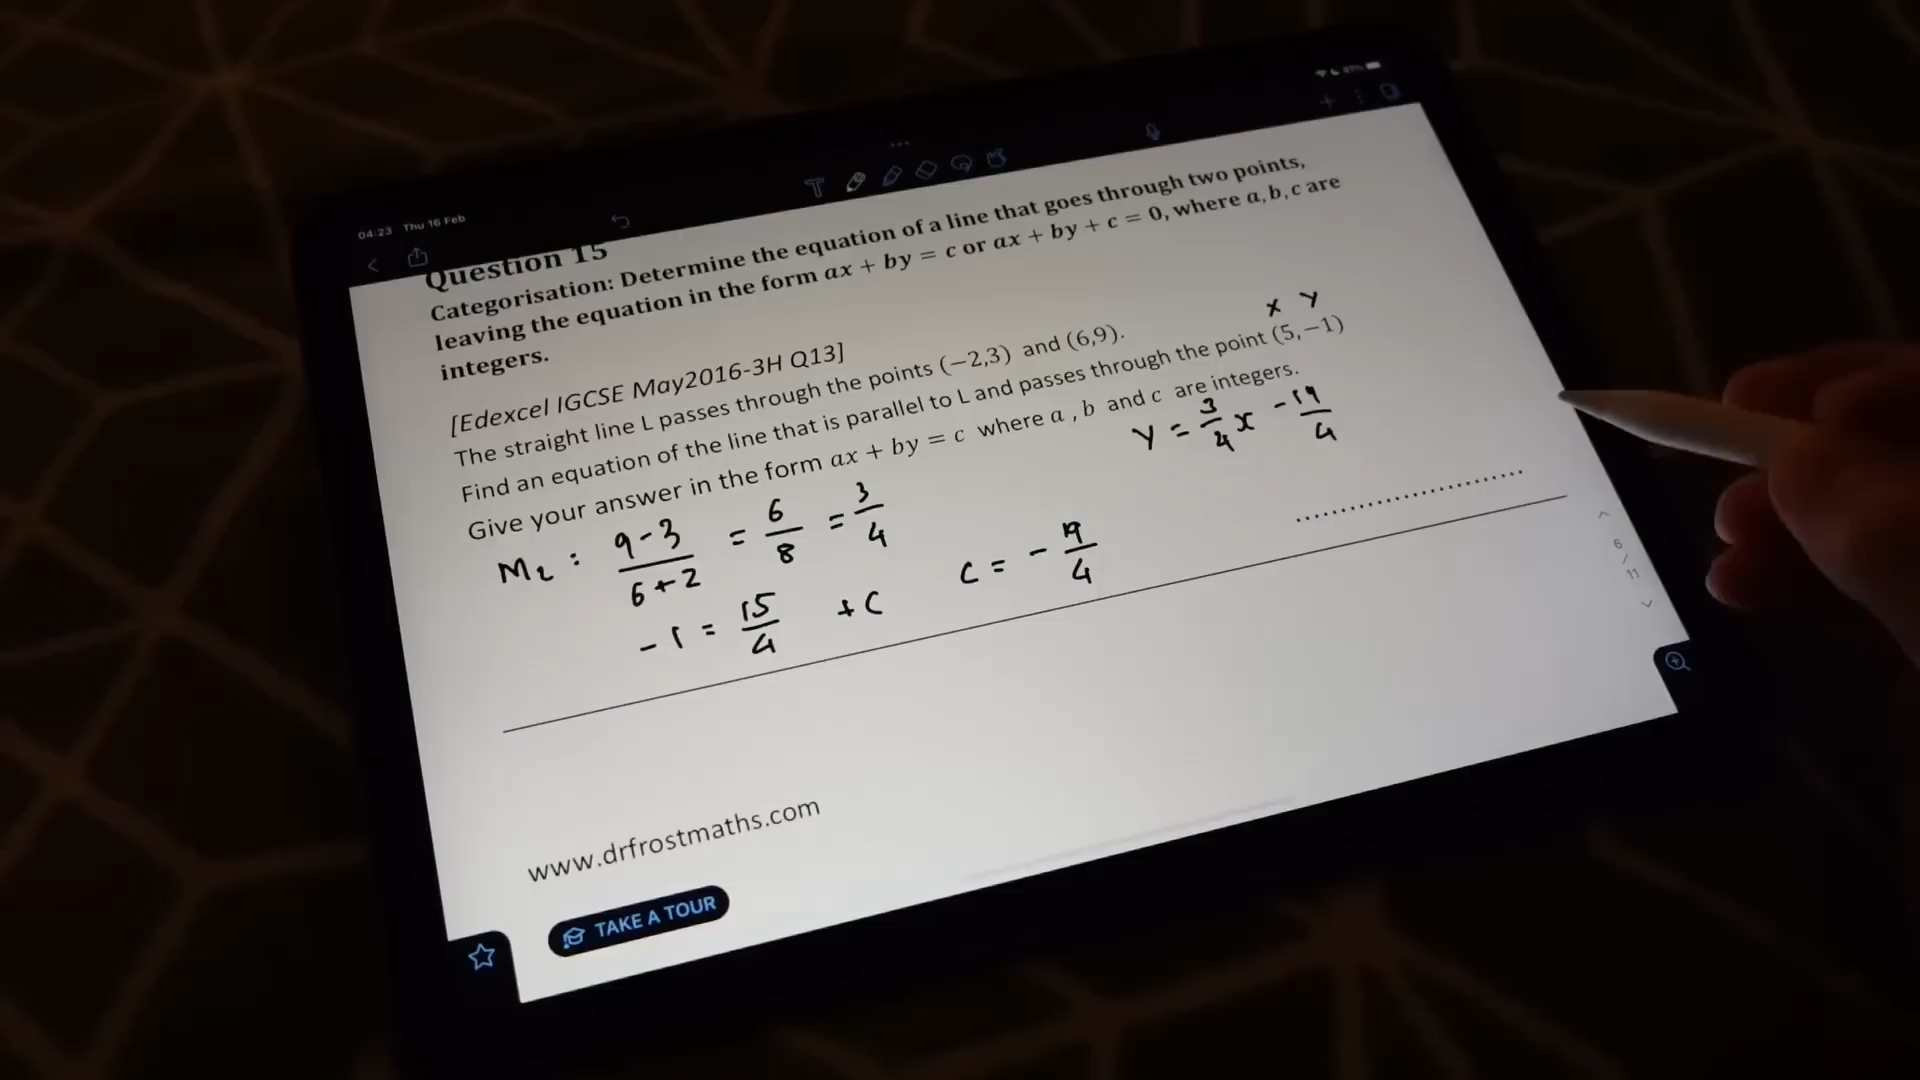 04:23 Thu 16 Feb
Question 15
Categorisation: Determine the equation of a line that goes through two points,
leaving the equation in the form ax + by = c or ax + by + c = 0, where a, b, c are
integers.
[Edexcel IGCSE May2016-3H Q13]
The straight line L passes through the points (−2,3) and (6,9).
x y
Find an equation of the line that is parallel to L and passes through the point (5,−1)
Give your answer in the form ax + by = c where a , b and c are integers.
y = 3/4 x - 19/4
M₂ : 9-3/6+2 = 6/8 = 3/4
-1 = 15/4 + C
C = - 19/4
6
/
11
www.drfrostmaths.com
TAKE A TOUR